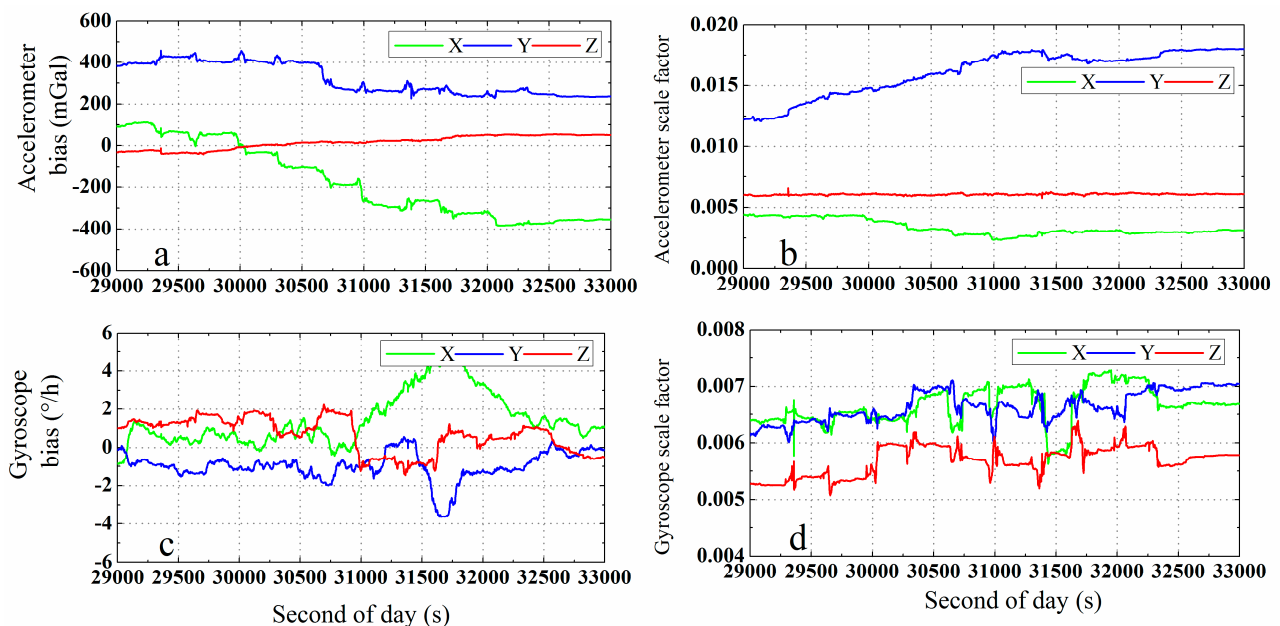 600
400
200
0
-200
-400
-600
Accelerometer
bias (mGal)
X Y Z
a
29000 29500 30000 30500 31000 31500 32000 32500 33000
0.020
0.015
0.010
0.005
0.000
Accelerometer scale factor
X Y Z
b
29000 29500 30000 30500 31000 31500 32000 32500 33000
6
4
2
0
-2
-4
-6
Gyroscope
bias (°/h)
X Y Z
c
29000 29500 30000 30500 31000 31500 32000 32500 33000
Second of day (s)
0.008
0.007
0.006
0.005
0.004
Gyroscope scale factor
X Y Z
d
29000 29500 30000 30500 31000 31500 32000 32500 33000
Second of day (s)